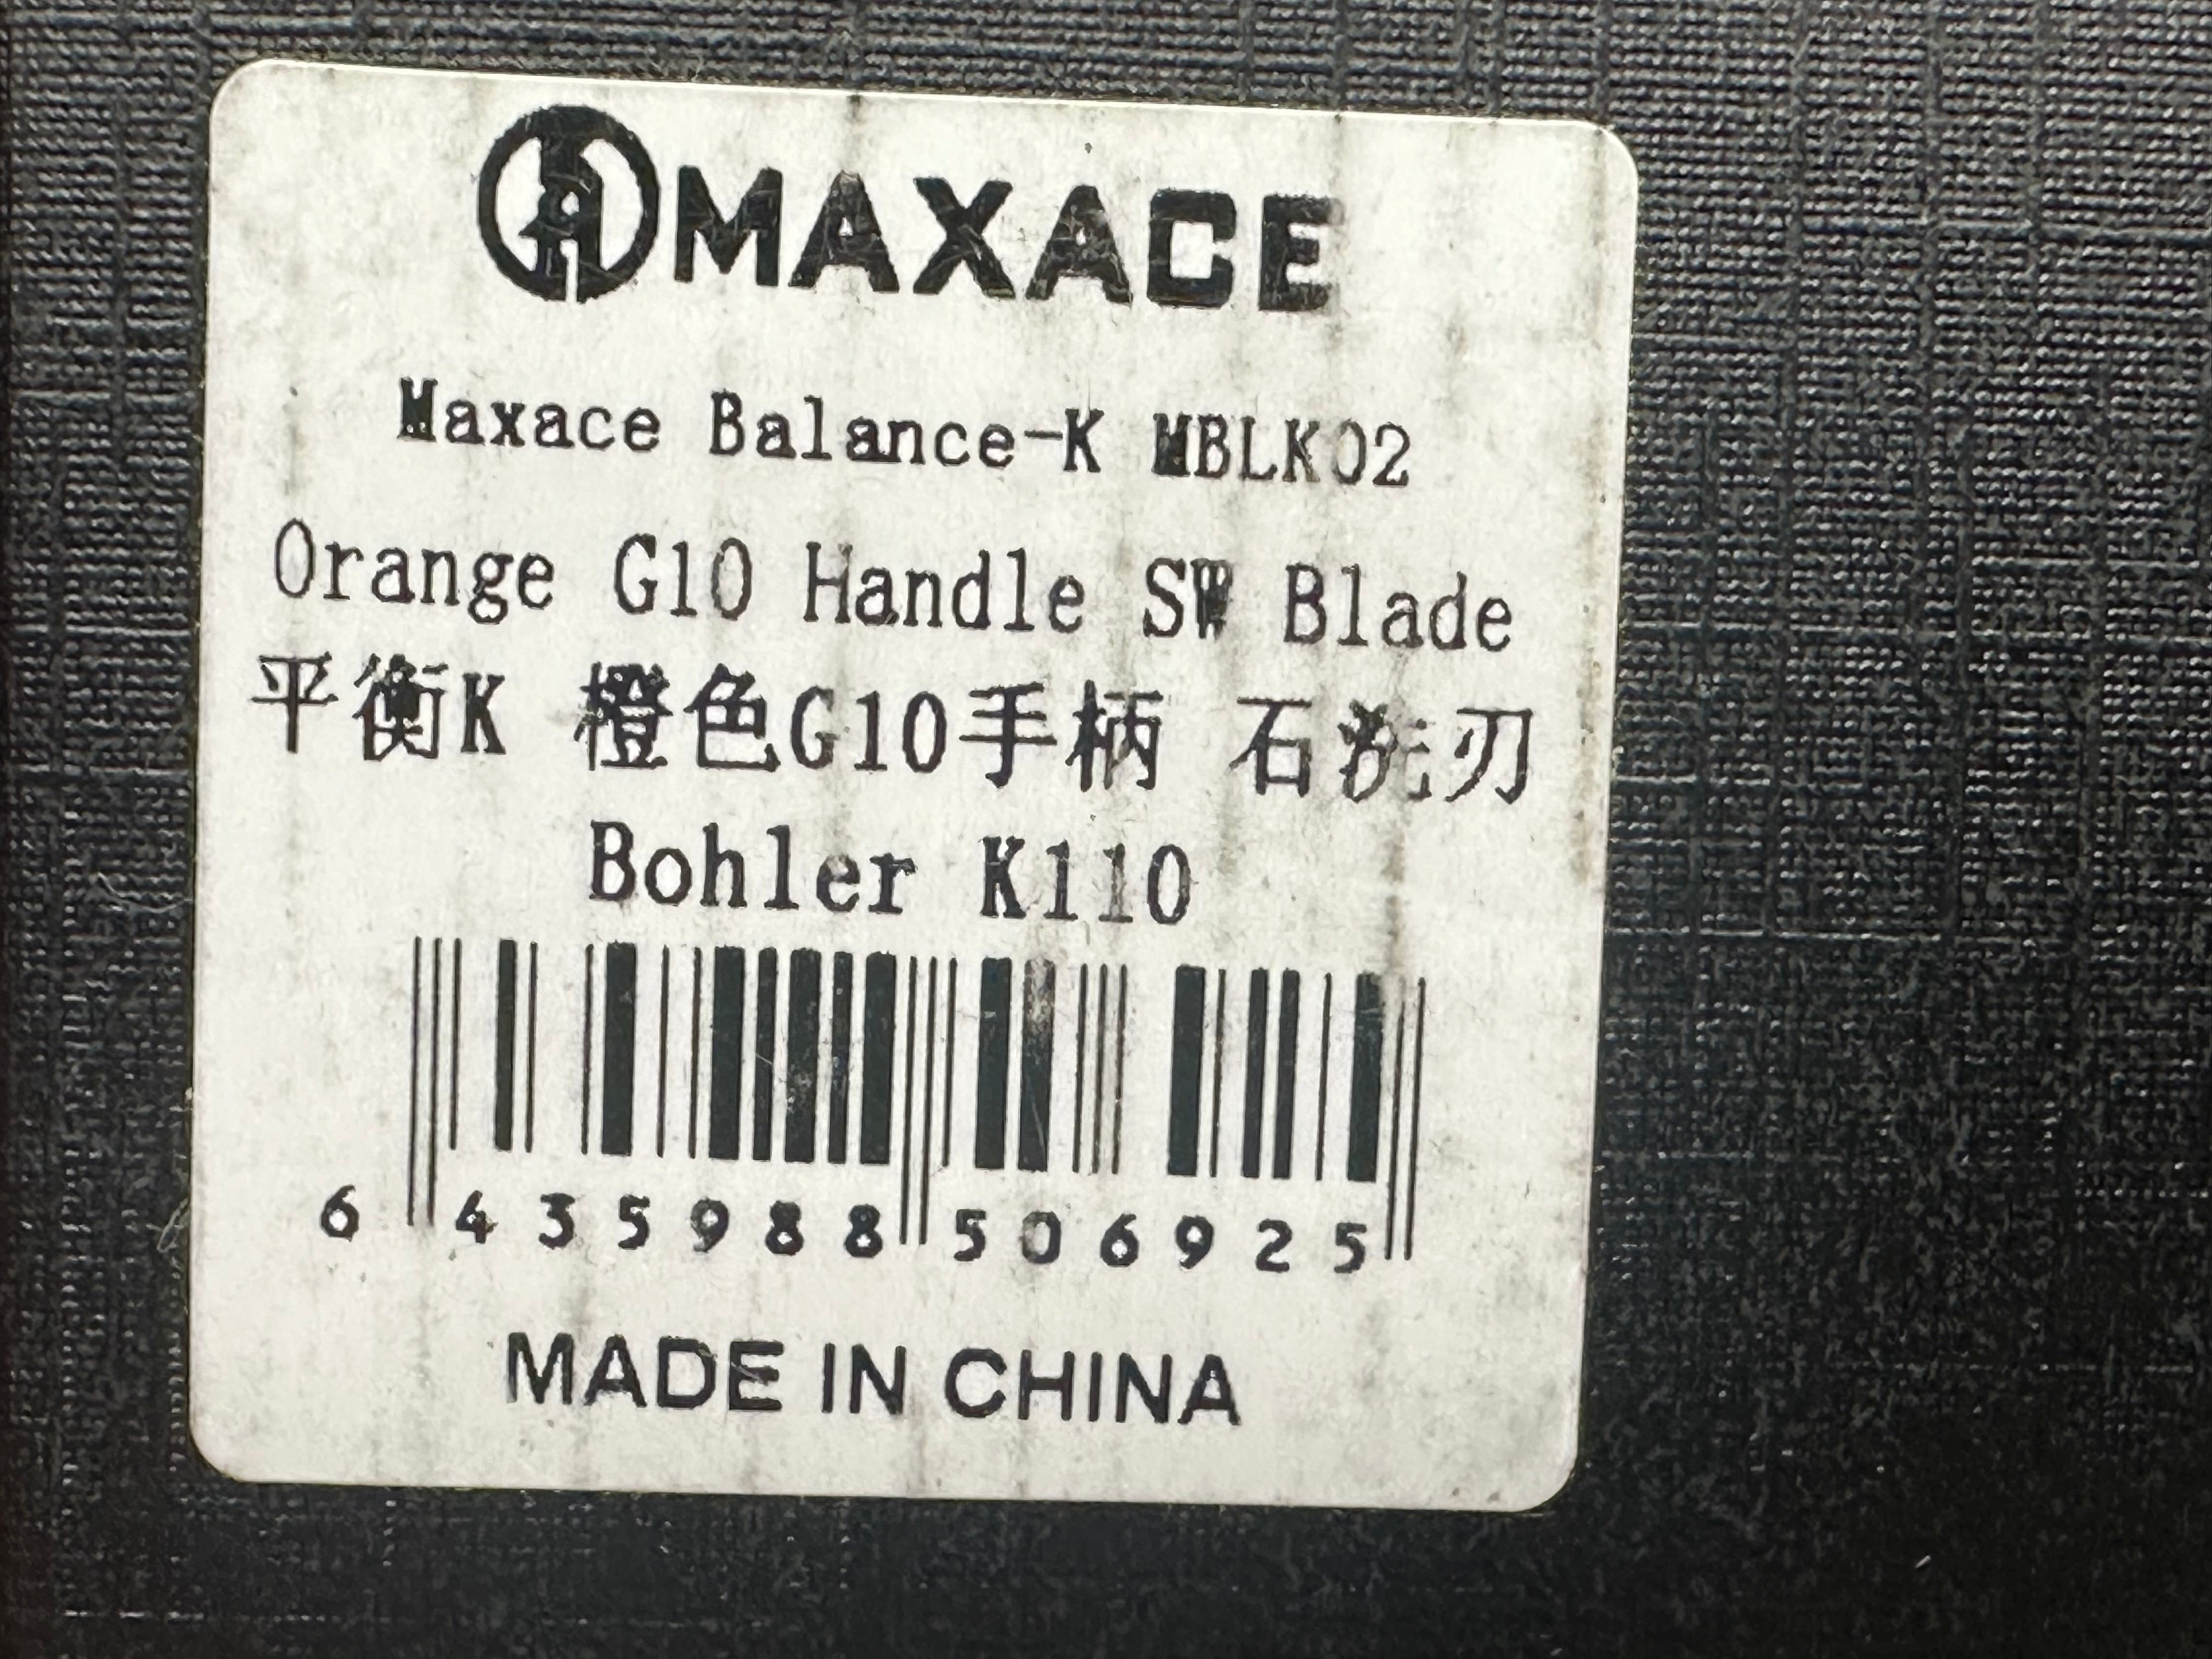 MAXACE
Maxace Balance-K MBLK02
Orange G10 Handle SW Blade
平衡K 橙色G10手柄 石洗刃
Bohler K110
6 435988 506925
MADE IN CHINA